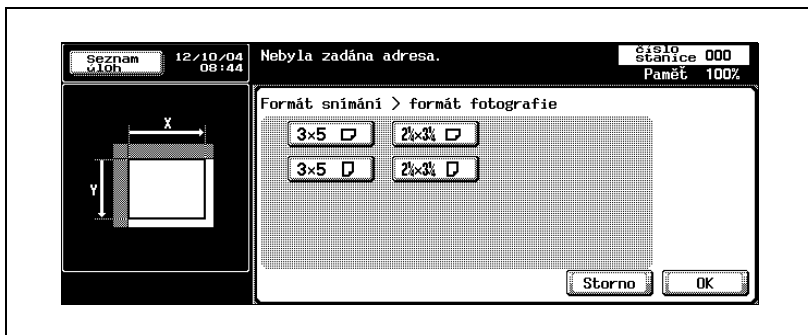 Seznam úloh
12/10/04
08:44
Nebyla zadána adresa.
číslo stanice 000
Paměť 100%
Formát snímání > formát fotografie
X
Y
3×5
2¼×3¼
3×5
2¼×3¼
Storno
OK